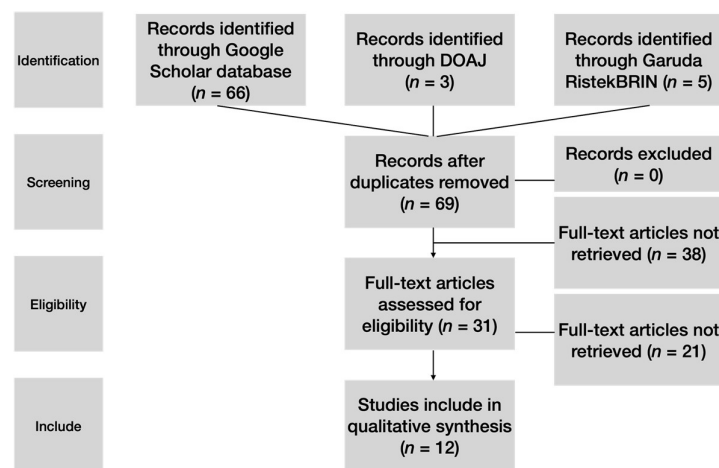 Identification
Records identified
through Google
Scholar database
(n = 66)
Records identified
through DOAJ
(n = 3)
Records identified
through Garuda
RistekBRIN (n = 5)
Screening
Records after
duplicates removed
(n = 69)
Records excluded
(n = 0)
Full-text articles not
retrieved (n = 38)
Eligibility
Full-text articles
assessed for
eligibility (n = 31)
Full-text articles not
retrieved (n = 21)
Include
Studies include in
qualitative synthesis
(n = 12)